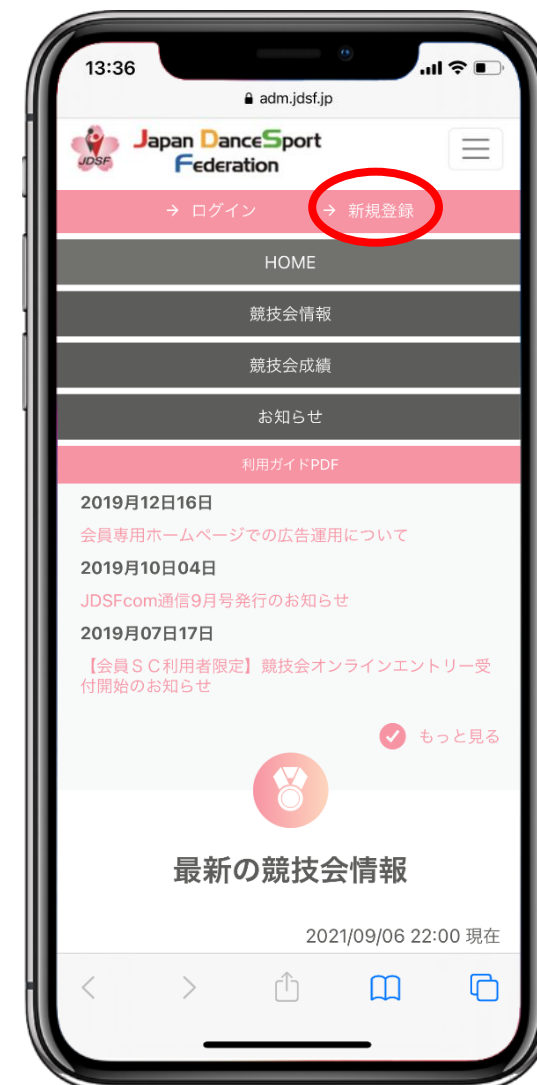 13:36
adm.jdsf.jp
JDSF
Japan DanceSport
Federation
→ ログイン → 新規登録
HOME
競技会情報
競技会成績
お知らせ
利用ガイドPDF
2019月12日16日
会員専用ホームページでの広告運用について
2019月10日04日
JDSFcom通信9月号発行のお知らせ
2019月07日17日
【会員ＳＣ利用者限定】競技会オンラインエントリー受
付開始のお知らせ
もっと見る
最新の競技会情報
2021/09/06 22:00 現在